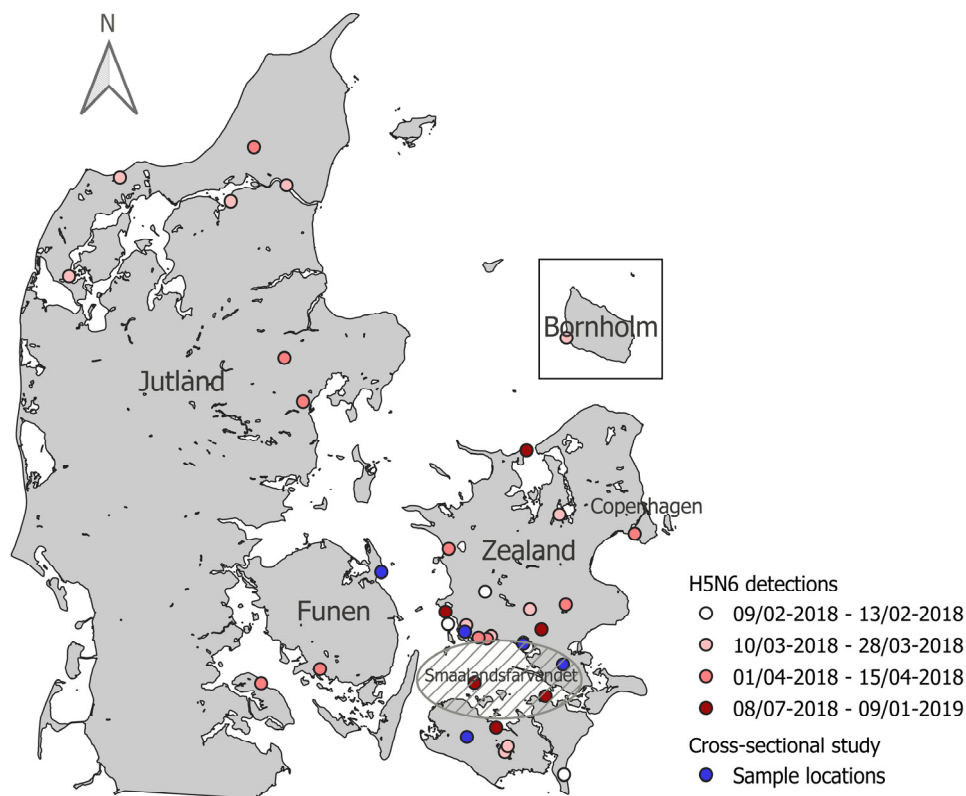 N
Bornholm
Jutland
Copenhagen
Zealand
Funen
Smaalandsfarvandet
H5N6 detections
09/02-2018 - 13/02-2018
10/03-2018 - 28/03-2018
01/04-2018 - 15/04-2018
08/07-2018 - 09/01-2019
Cross-sectional study
Sample locations